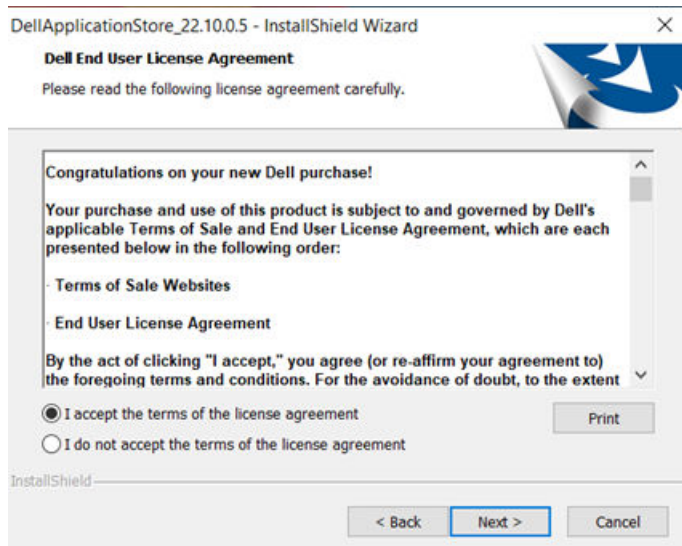 DellApplicationStore_22.10.0.5 - InstallShield Wizard
Dell End User License Agreement
Please read the following license agreement carefully.
Congratulations on your new Dell purchase!
Your purchase and use of this product is subject to and governed by Dell's
applicable Terms of Sale and End User License Agreement, which are each
presented below in the following order:
· Terms of Sale Websites
· End User License Agreement
By the act of clicking "I accept," you agree (or re-affirm your agreement to)
the foregoing terms and conditions. For the avoidance of doubt, to the extent
I accept the terms of the license agreement
Print
I do not accept the terms of the license agreement
InstallShield
< Back
Next >
Cancel